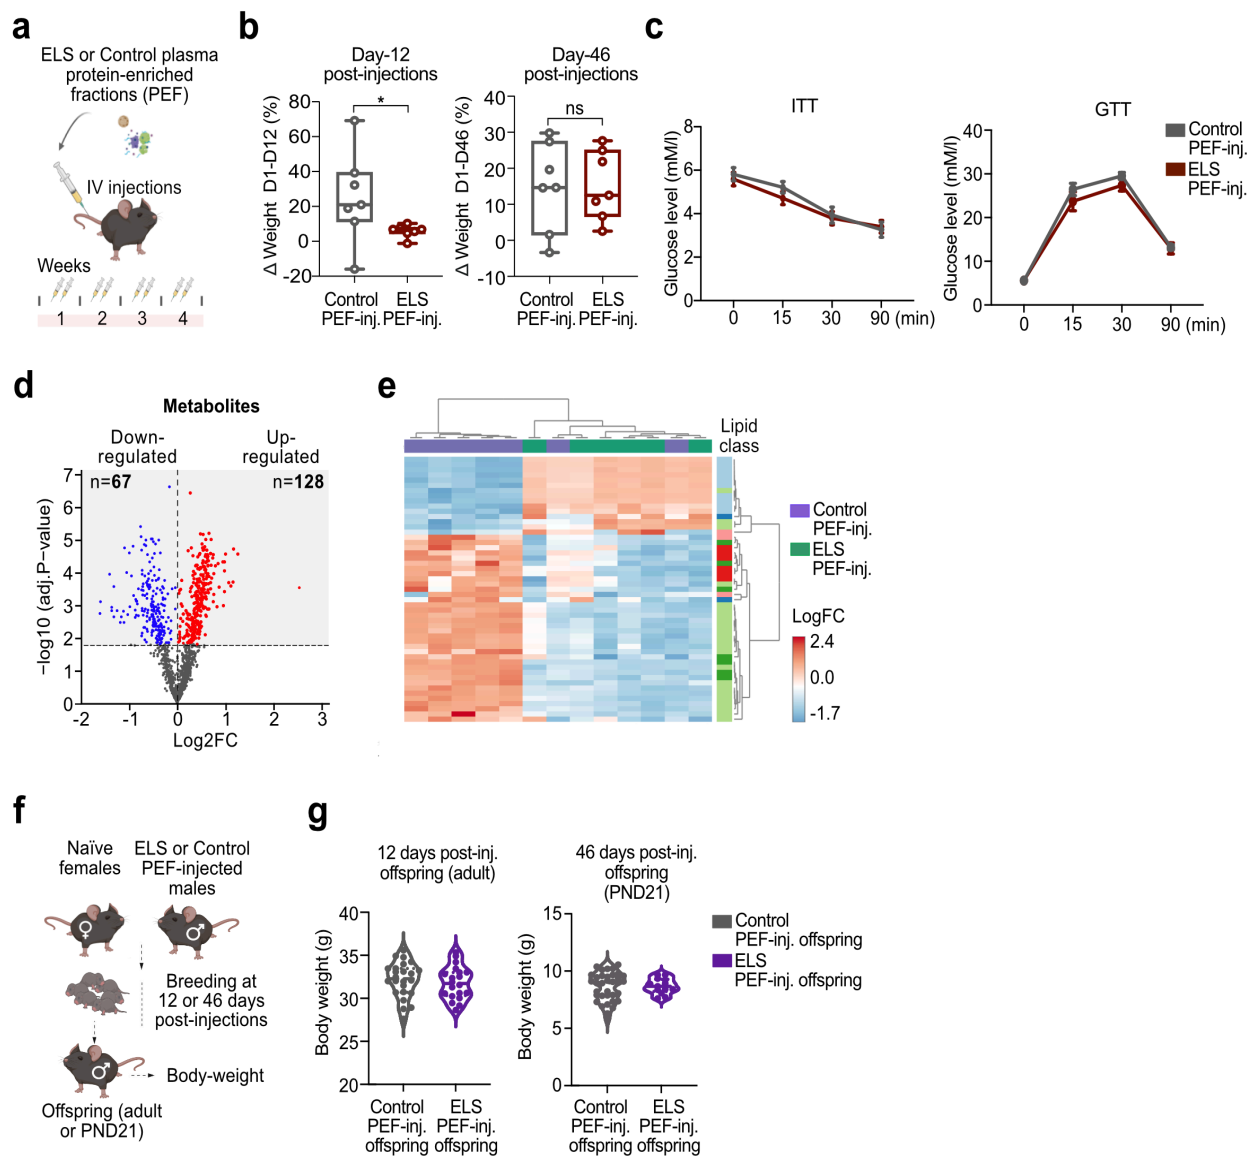 a
ELS or Control plasma
protein-enriched
fractions (PEF)
IV injections
Weeks
1 2 3 4
b
Day-12
post-injections
Δ Weight D1-D12 (%)
80
60
40
20
0
-20
*
Control
PEF-inj.
ELS
PEF-inj.
Day-46
post-injections
Δ Weight D1-D46 (%)
40
30
20
10
0
-10
ns
Control
PEF-inj.
ELS
PEF-inj.
c
ITT
Glucose level (mM/l)
8
6
4
2
0
0 15 30 90 (min)
GTT
Glucose level (mM/l)
40
30
20
10
0
0 15 30 90 (min)
Control
PEF-inj.
ELS
PEF-inj.
d
Metabolites
Down-
regulated
Up-
regulated
n=67
n=128
−log10 (adj.P−value)
7
6
5
4
3
2
1
0
-2 -1 0 1 2 3
Log2FC
e
Lipid
class
Control
PEF-inj.
ELS
PEF-inj.
LogFC
2.4
0.0
-1.7
f
Naïve
females
ELS or Control
PEF-injected
males
♀
♂
Breeding at
12 or 46 days
post-injections
♂
Body-weight
Offspring (adult
or PND21)
g
12 days post-inj.
offspring (adult)
Body weight (g)
40
35
30
25
20
Control
PEF-inj.
offspring
ELS
PEF-inj.
offspring
46 days post-inj.
offspring
(PND21)
Body weight (g)
15
10
5
0
Control
PEF-inj.
offspring
ELS
PEF-inj.
offspring
Control
PEF-inj. offspring
ELS
PEF-inj. offspring